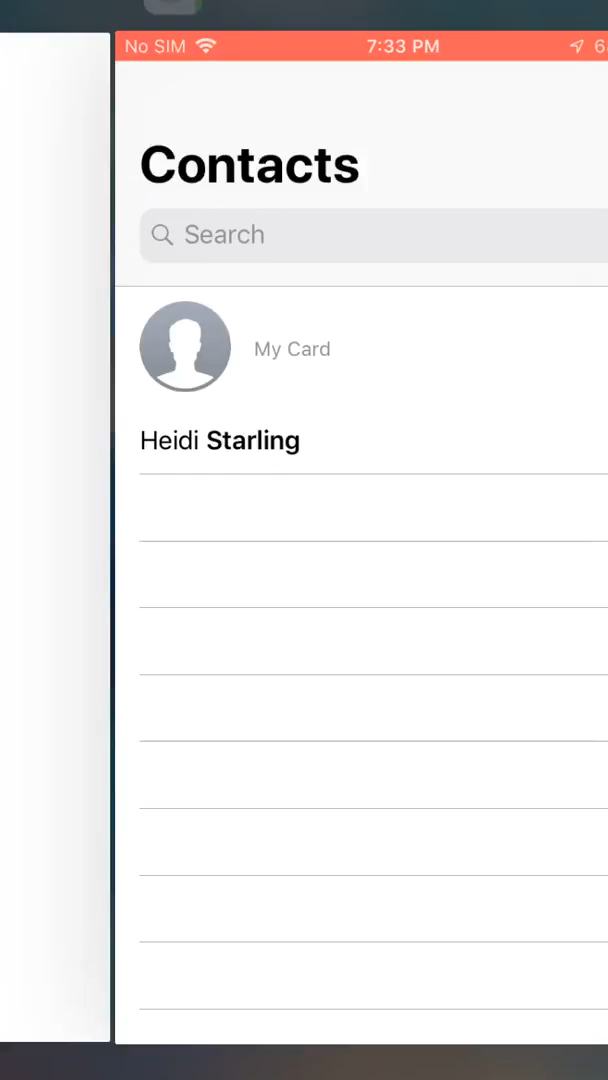 No SIM 7:33 PM
Contacts
Search
My Card
Heidi Starling